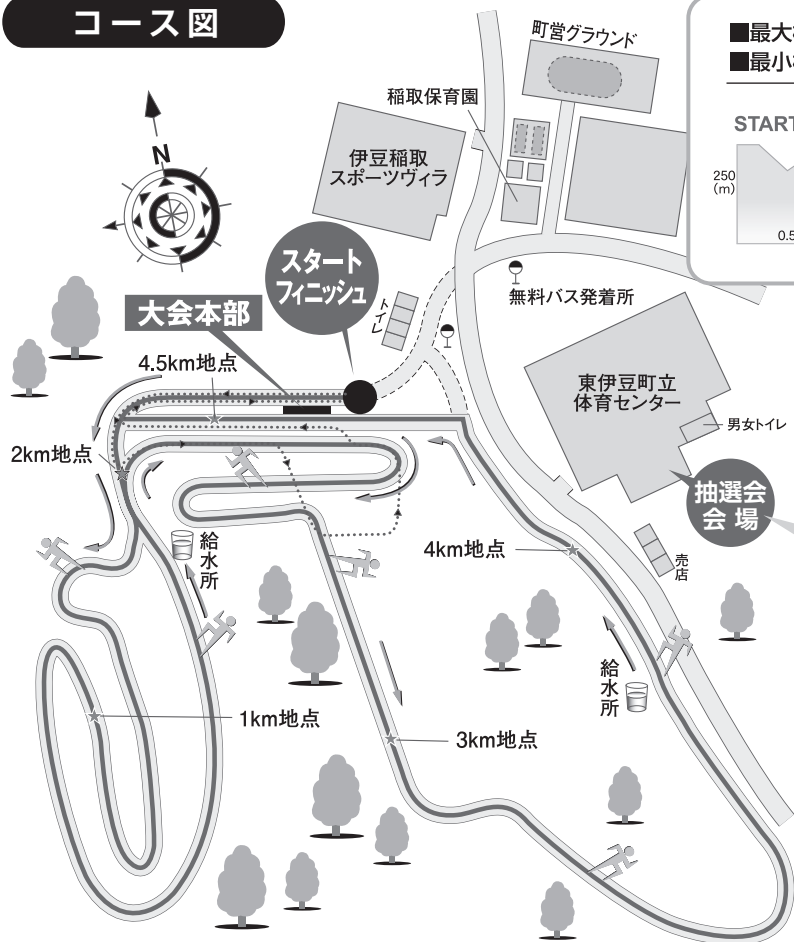 コース図
町営グラウンド
稲取保育園
伊豆稲取
スポーツヴィラ
N
スタート
フィニッシュ
トイレ
無料バス発着所
大会本部
4.5km地点
東伊豆町立
体育センター
男女トイレ
2km地点
抽選会
会場
給水所
4km地点
売店
給水所
1km地点
3km地点
■最大
■最小
START
250
(m)
0.5